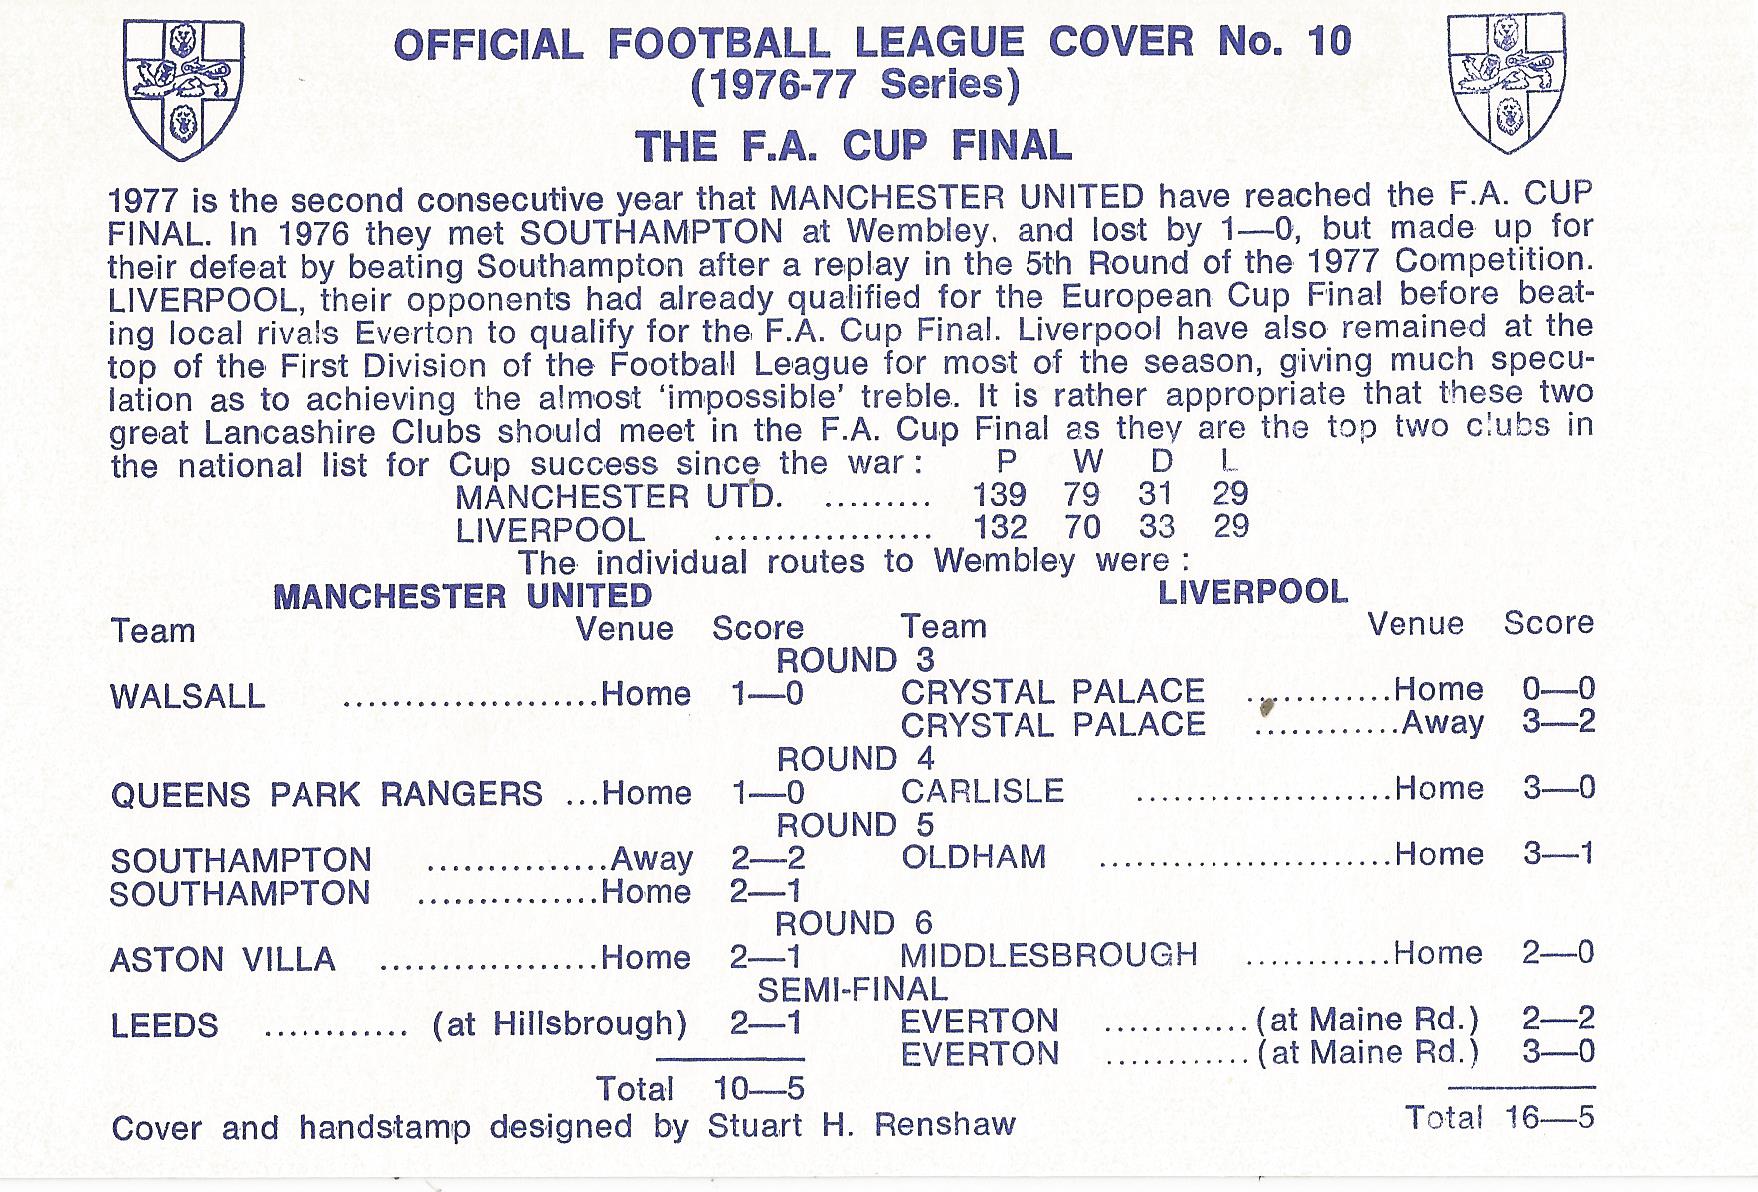 OFFICIAL FOOTBALL LEAGUE COVER No. 10
(1976-77 Series)
THE F.A. CUP FINAL
1977 is the second consecutive year that MANCHESTER UNITED have reached the F.A. CUP
FINAL. In 1976 they met SOUTHAMPTON at Wembley, and lost by 1—0, but made up for
their defeat by beating Southampton after a replay in the 5th Round of the 1977 Competition.
LIVERPOOL, their opponents had already qualified for the European Cup Final before beat-
ing local rivals Everton to qualify for the F.A. Cup Final. Liverpool have also remained at the
top of the First Division of the Football League for most of the season, giving much specu-
lation as to achieving the almost ‘impossible’ treble. It is rather appropriate that these two
great Lancashire Clubs should meet in the F.A. Cup Final as they are the top two clubs in
the national list for Cup success since the war : P W D L
MANCHESTER UTD. ......... 139 79 31 29
LIVERPOOL .................. 132 70 33 29
The individual routes to Wembley were :
MANCHESTER UNITED LIVERPOOL
Team Venue Score Team Venue Score
ROUND 3
WALSALL .....................Home 1—0 CRYSTAL PALACE ............Home 0—0
CRYSTAL PALACE ............Away 3—2
ROUND 4
QUEENS PARK RANGERS ...Home 1—0 CARLISLE .....................Home 3—0
ROUND 5
SOUTHAMPTON ...............Away 2—2 OLDHAM ........................Home 3—1
SOUTHAMPTON ...............Home 2—1
ROUND 6
ASTON VILLA ..................Home 2—1 MIDDLESBROUGH ............Home 2—0
SEMI-FINAL
LEEDS ............ (at Hillsbrough) 2—1 EVERTON ............(at Maine Rd.) 2—2
EVERTON ............(at Maine Rd.) 3—0
Total 10—5
Cover and handstamp designed by Stuart H. Renshaw Total 16—5